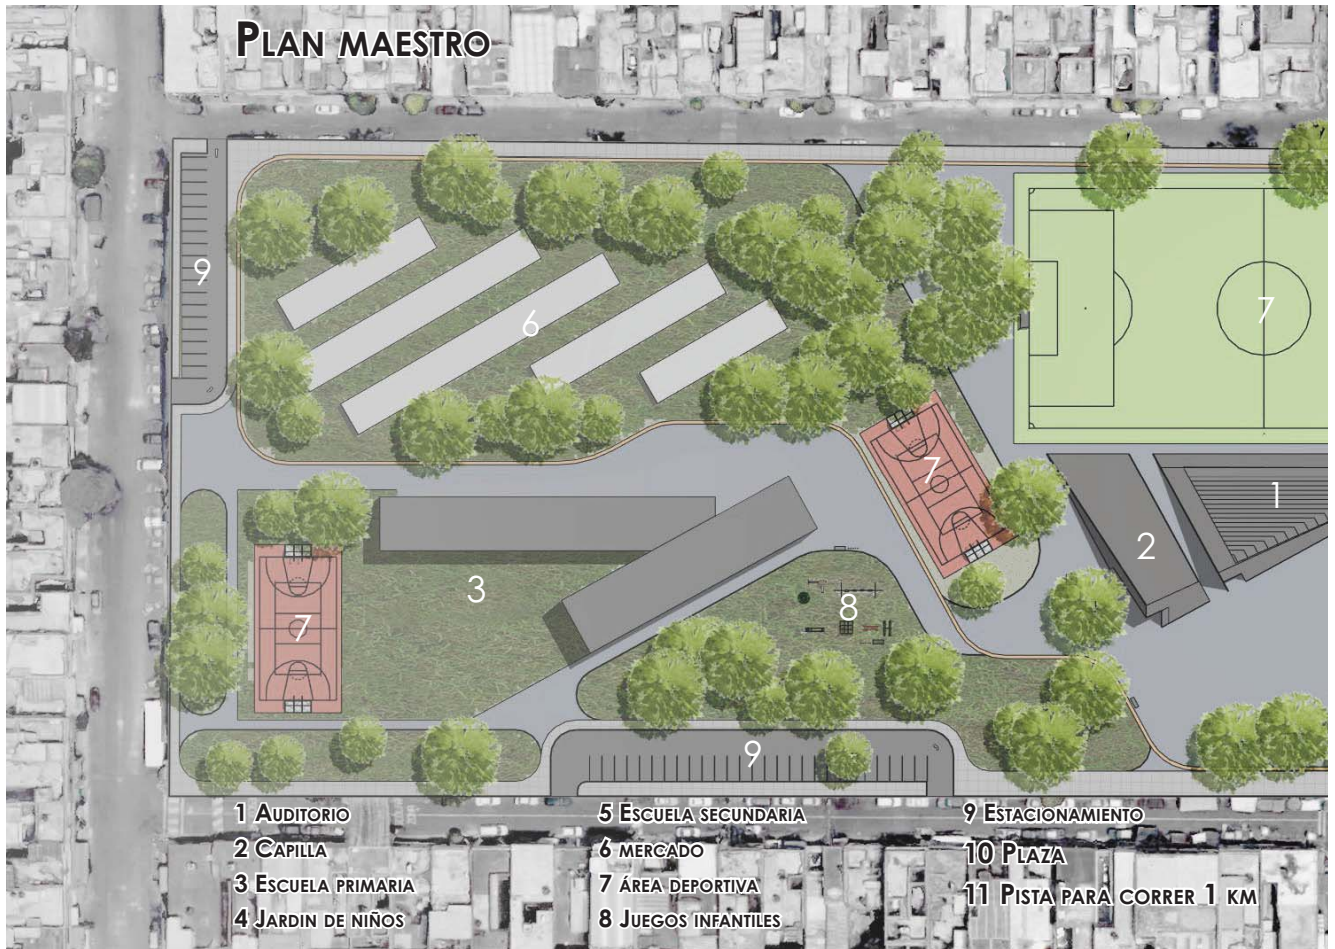 Plan maestro
9
6
7
7
1
2
3
7
8
9
1 Auditorio
2 Capilla
3 Escuela primaria
4 Jardin de niños
5 Escuela secundaria
6 mercado
7 área deportiva
8 Juegos infantiles
9 Estacionamiento
10 Plaza
11 Pista para correr 1 km